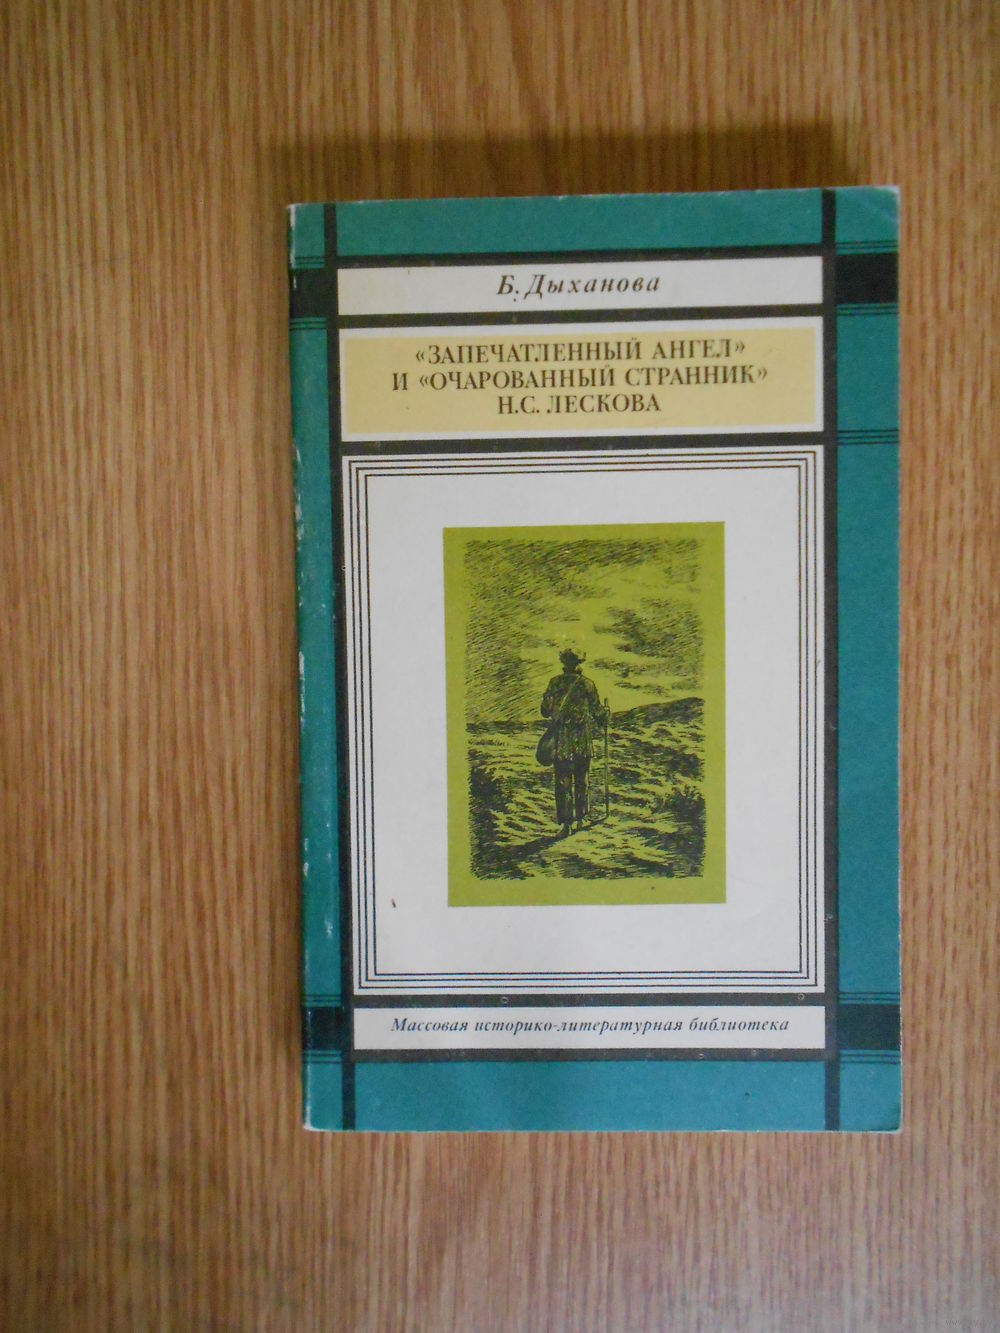 Б. Дыханова
«ЗАПЕЧАТЛЕННЫЙ АНГЕЛ»
И «ОЧАРОВАННЫЙ СТРАННИК»
Н.С. ЛЕСКОВА
Массовая историко-литературная библиотека